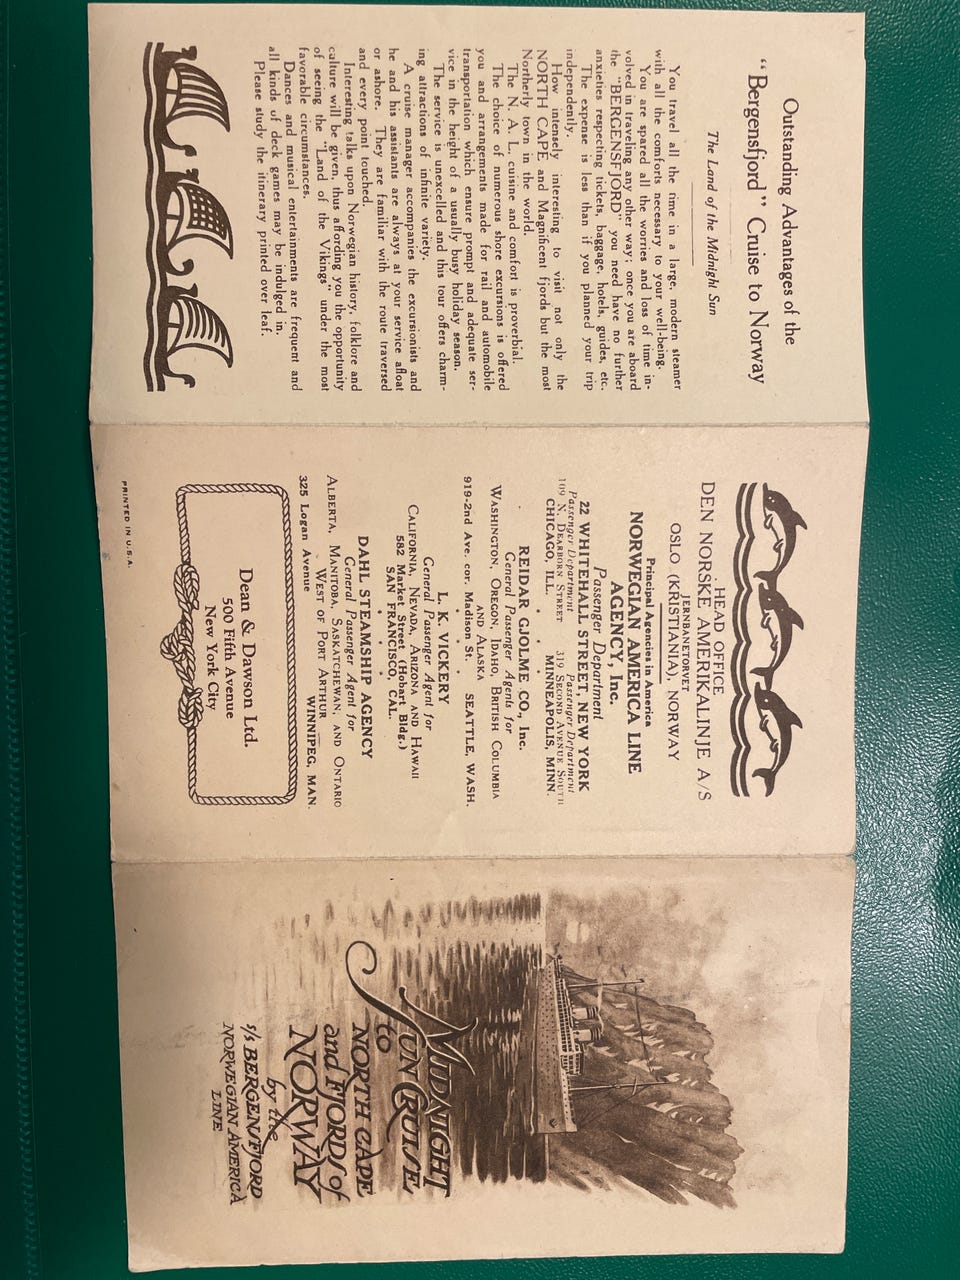 Outstanding Advantages of the
"Bergensfjord" Cruise to Norway
The Land of the Midnight Sun
You travel all the time in a large, modern steamer
with all the comforts necessary to your well-being.
You are spared all the worries and loss of time in-
volved in traveling any other way; once you are aboard
the "BERGENSFJORD" you need have no further
anxieties respecting tickets, baggage, hotels, guides, etc.
The expense is less than if you planned your trip
independently.
How intensely interesting to visit not only the
NORTH CAPE and Magnificent fjords but the most
Northerly town in the world.
The N. A. L. cuisine and comfort is proverbial.
The choice of numerous shore excursions is offered
you and arrangements made for rail and automobile
transportation which ensure prompt and adequate ser-
vice in the height of a usually busy holiday season.
The service is unexcelled and this tour offers charm-
ing attractions of infinite variety.
A cruise manager accompanies the excursionists and
he and his assistants are always at your service afloat
or ashore. They are familiar with the route traversed
and every point touched.
Interesting talks upon Norwegian history, folklore and
culture will be given, thus affording you the opportunity
of seeing the "Land of the Vikings" under the most
favorable circumstances.
Dances and musical entertainments are frequent and
all kinds of deck games may be indulged in.
Please study the itinerary printed over leaf.
HEAD OFFICE
DEN NORSKE AMERIKALINJE A/S
JERNBANETORVET
OSLO (KRISTIANIA), NORWAY
Principal Agencies in America
NORWEGIAN AMERICA LINE
AGENCY, Inc.
Passenger Department
22 WHITEHALL STREET, NEW YORK
Passenger Department Passenger Department
109 N. Dearborn Street 319 Second Avenue South
CHICAGO, ILL. MINNEAPOLIS, MINN.
REIDAR GJOLME CO., Inc.
General Passenger Agents for
Washington, Oregon, Idaho, British Columbia
and Alaska
919-2nd Ave. cor. Madison St. SEATTLE, WASH.
L. K. VICKERY
General Passenger Agent for
California, Nevada, Arizona and Hawaii
582 Market Street (Hobart Bldg.)
SAN FRANCISCO, CAL.
DAHL STEAMSHIP AGENCY
General Passenger Agent for
Alberta, Manitoba, Saskatchewan, and Ontario
West of Port Arthur
325 Logan Avenue WINNIPEG, MAN.
Dean & Dawson Ltd.
500 Fifth Avenue
New York City
PRINTED IN U.S.A.
MIDNIGHT
SUN CRUISE
to
NORTH CAPE
and FJORDS of
NORWAY
by the
s/s BERGENSFJORD
NORWEGIAN AMERICA
LINE